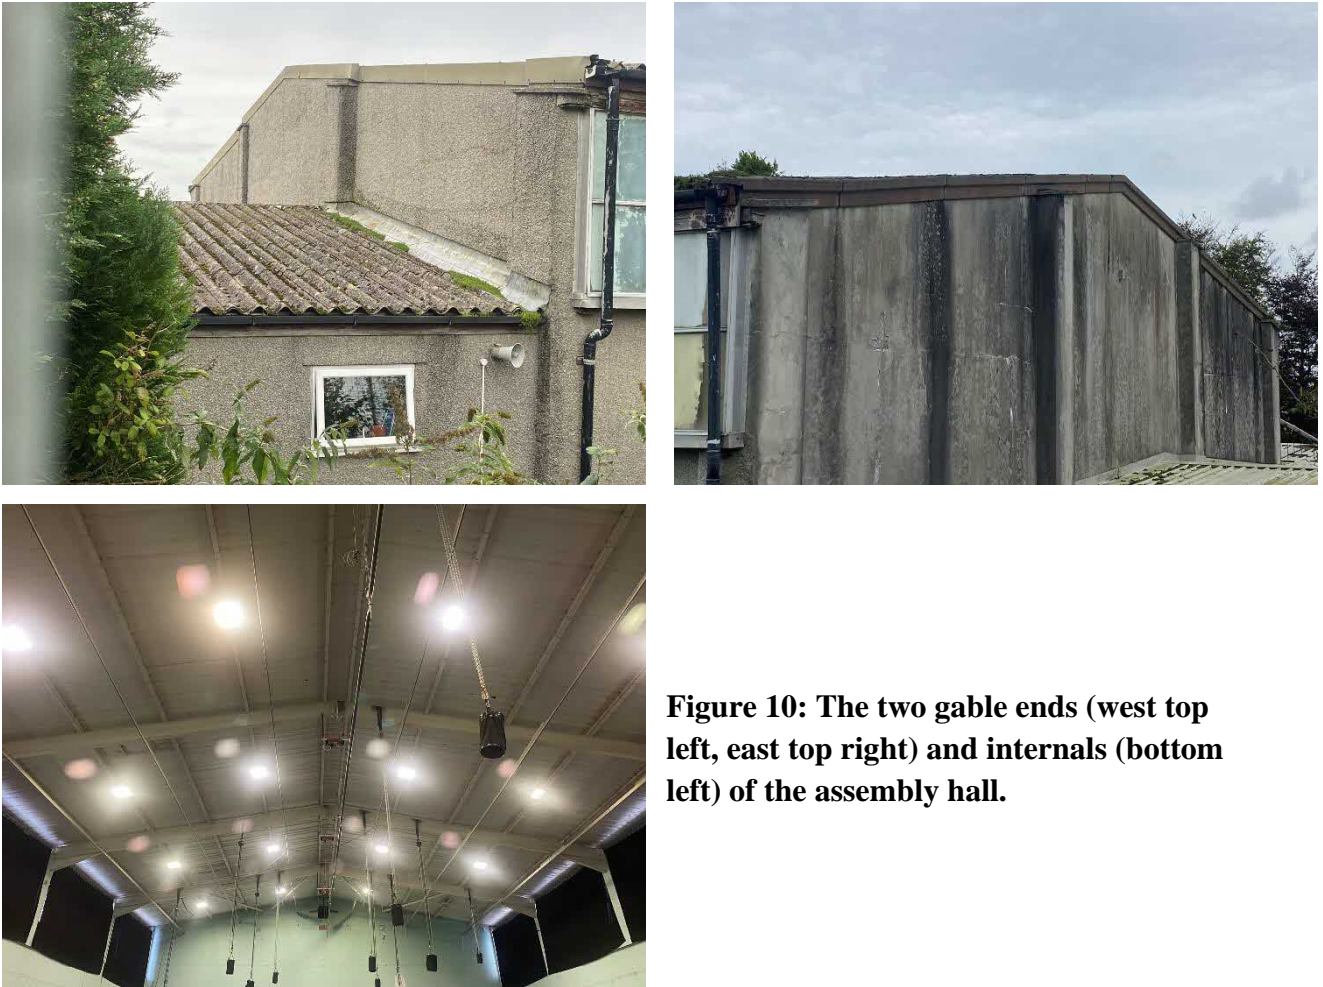 Figure 10: The two gable ends (west top
left, east top right) and internals (bottom
left) of the assembly hall.